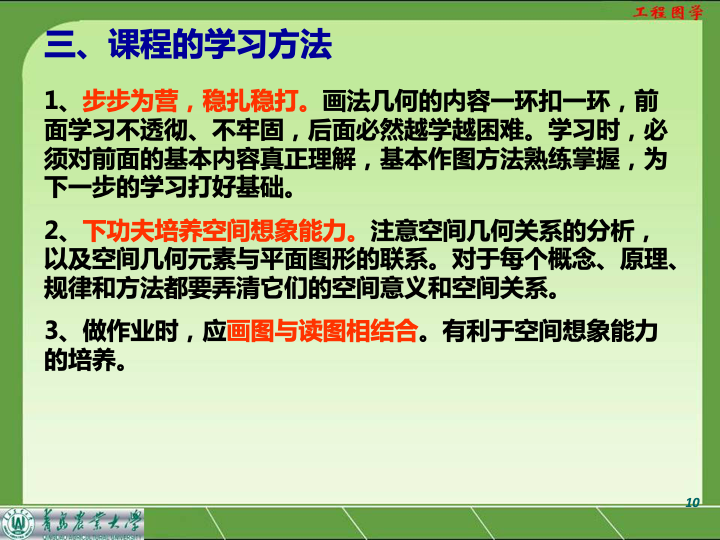 工程图学
三、课程的学习方法
1、步步为营，稳扎稳打。画法几何的内容一环扣一环，前
面学习不透彻、不牢固，后面必然越学越困难。学习时，必
须对前面的基本内容真正理解，基本作图方法熟练掌握，为
下一步的学习打好基础。
2、下功夫培养空间想象能力。注意空间几何关系的分析，
以及空间几何元素与平面图形的联系。对于每个概念、原理、
规律和方法都要弄清它们的空间意义和空间关系。
3、做作业时，应画图与读图相结合。有利于空间想象能力
的培养。
10
青岛农业大学
QINGDAO AGRICULTURAL UNIVERSITY